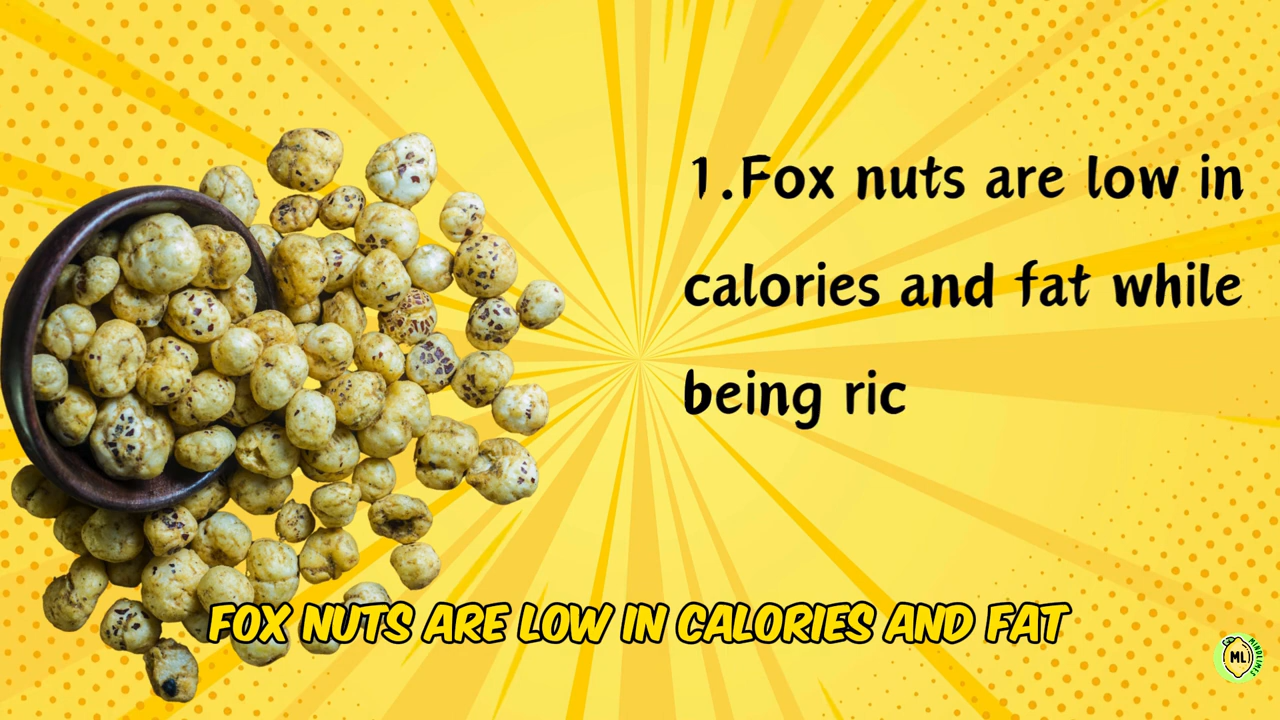 1.Fox nuts are low in
calories and fat while
being ric
FOX NUTS ARE LOW IN CALORIES AND FAT
ML
MINDLIMES